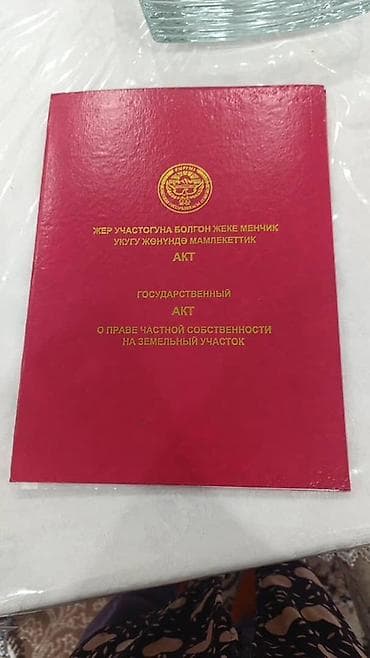 ЖЕР УЧАСТОГУНА БОЛГОН ЖЕКЕ МЕНЧИК
УКУГУ ЖӨНҮНДӨ МАМЛЕКЕТТИК
АКТ
ГОСУДАРСТВЕННЫЙ
АКТ
О ПРАВЕ ЧАСТНОЙ СОБСТВЕННОСТИ
НА ЗЕМЕЛЬНЫЙ УЧАСТОК